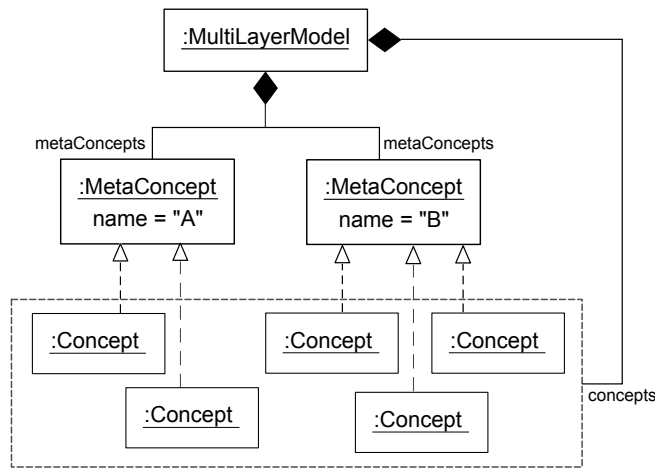 :MultiLayerModel
metaConcepts
metaConcepts
:MetaConcept
name = "A"
:MetaConcept
name = "B"
:Concept
:Concept
:Concept
concepts
:Concept
:Concept